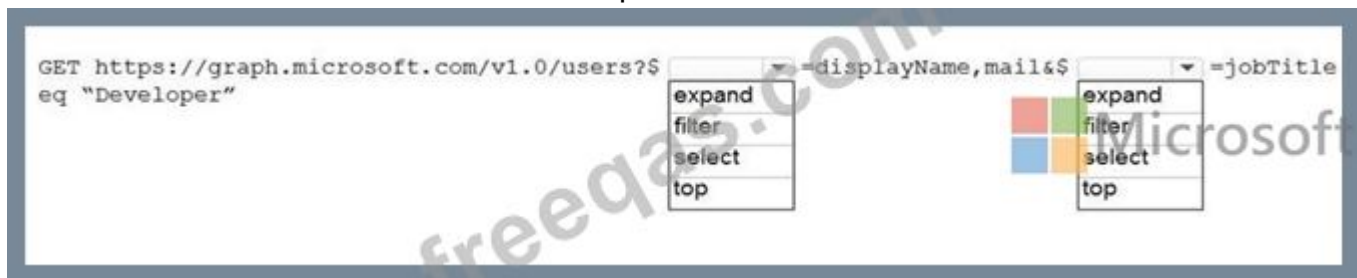 GET https://graph.microsoft.com/v1.0/users?$ =displayName,mail&$ =jobTitle
eq “Developer”
expand
filter
select
top
expand
filter
select
top
Microsoft
freeqas.com